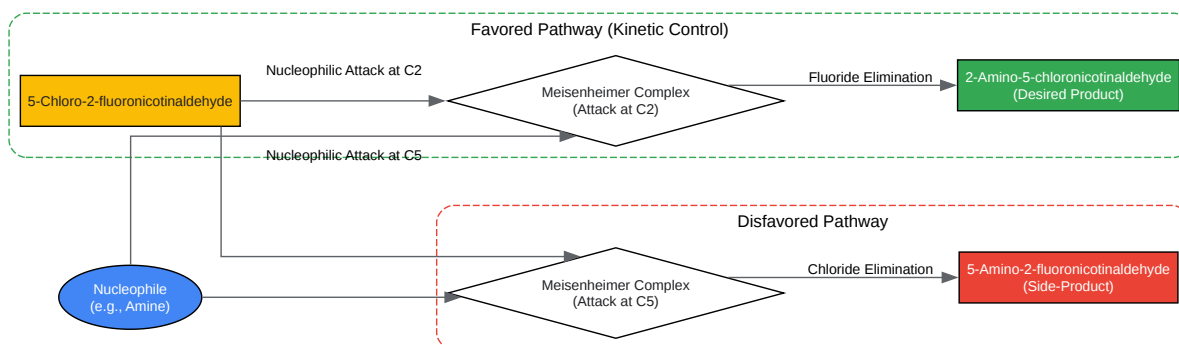 Favored Pathway (Kinetic Control)
Nucleophilic Attack at C2
Fluoride Elimination
5-Chloro-2-fluoronicotinaldehyde
Meisenheimer Complex
(Attack at C2)
2-Amino-5-chloronicotinaldehyde
(Desired Product)
Nucleophilic Attack at C5
Disfavored Pathway
Chloride Elimination
Nucleophile
(e.g., Amine)
Meisenheimer Complex
(Attack at C5)
5-Amino-2-fluoronicotinaldehyde
(Side-Product)